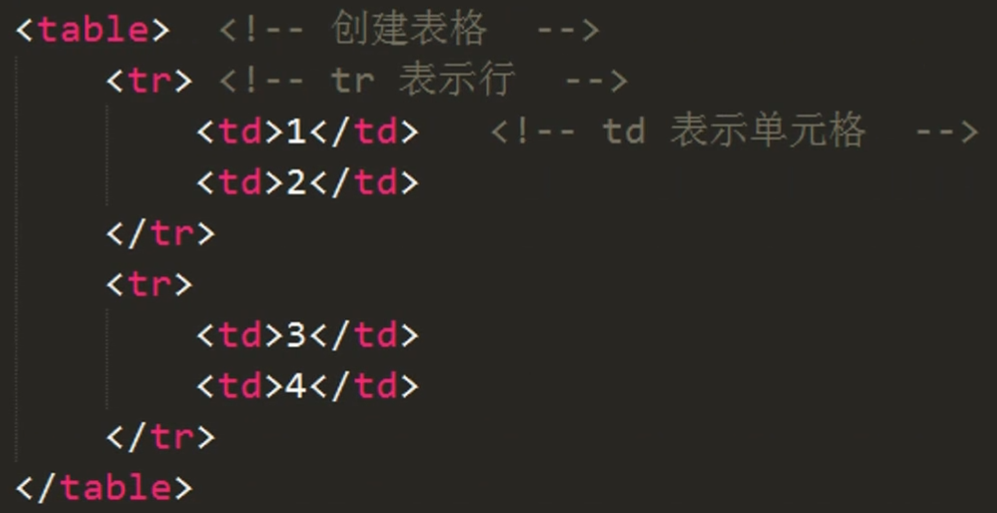 <table>  <!-- 创建表格  -->
    <tr> <!-- tr 表示行  -->
        <td>1</td>   <!-- td 表示单元格  -->
        <td>2</td>
    </tr>
    <tr>
        <td>3</td>
        <td>4</td>
    </tr>
</table>